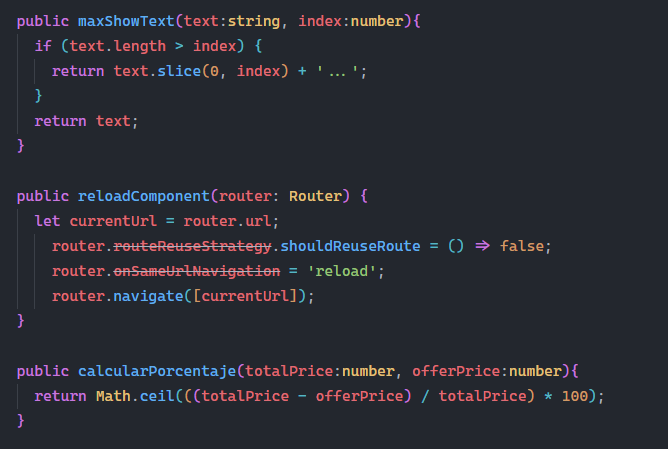 public maxShowText(text:string, index:number){
if (text.length > index) {
return text.slice(0, index) + '...';
}
return text;
}
public reloadComponent(router: Router) {
let currentUrl = router.url;
router.routeReuseStrategy.shouldReuseRoute = () => false;
router.onSameUrlNavigation = 'reload';
router.navigate([currentUrl]);
}
public calcularPorcentaje(totalPrice:number, offerPrice:number){
return Math.ceil(((totalPrice - offerPrice) / totalPrice) * 100);
}